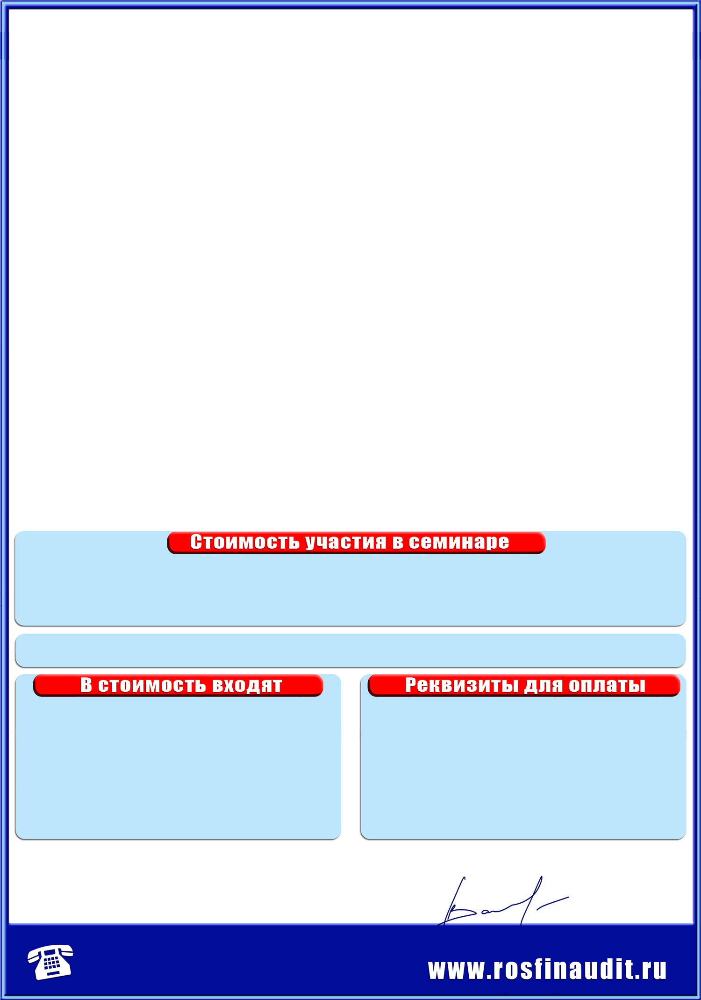 Стоимость участия в семинаре
В стоимость входят
Реквизиты для оплаты
www.rosfinaudit.ru